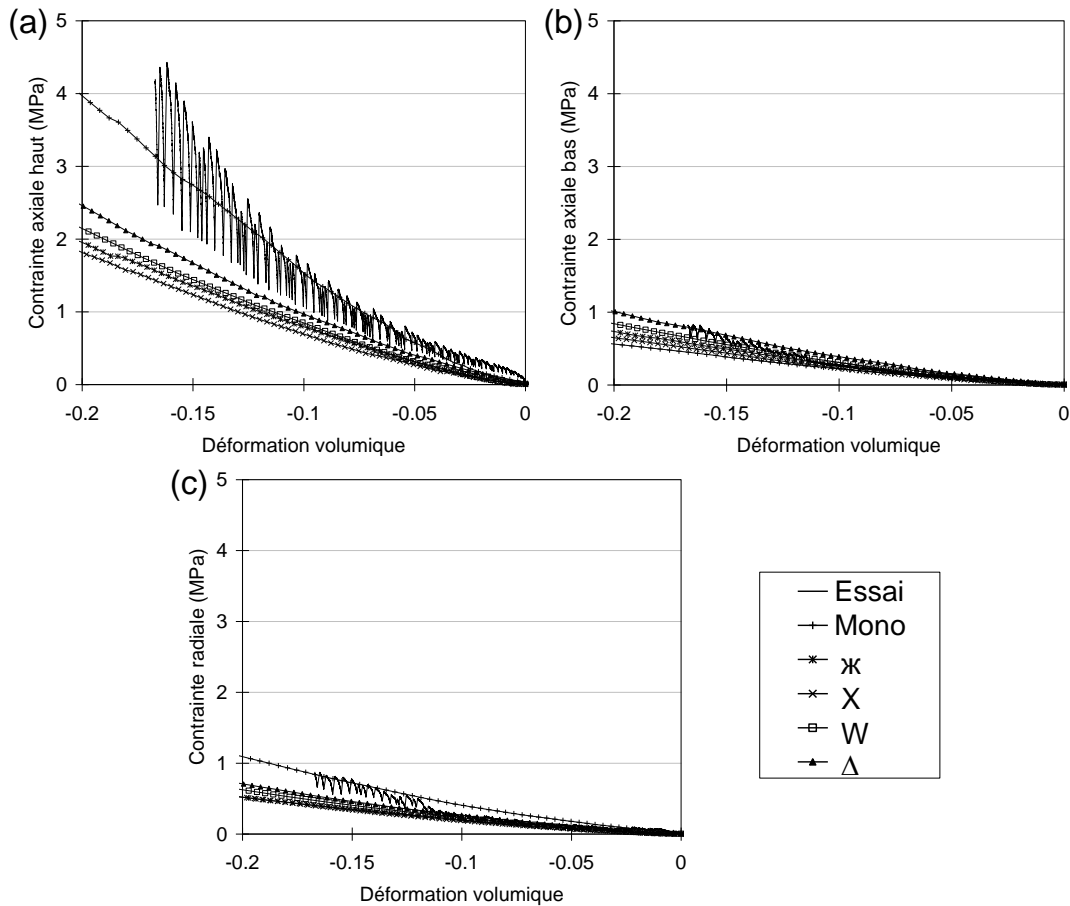 (a)
Contrainte axiale haut (MPa)
5
4
3
2
1
0
-0.2
-0.15
-0.1
-0.05
0
Déformation volumique
(b)
Contrainte axiale bas (MPa)
5
4
3
2
1
0
-0.2
-0.15
-0.1
-0.05
0
Déformation volumique
(c)
Contrainte radiale (MPa)
5
4
3
2
1
0
-0.2
-0.15
-0.1
-0.05
0
Déformation volumique
Essai
Mono
ж
X
W
Δ